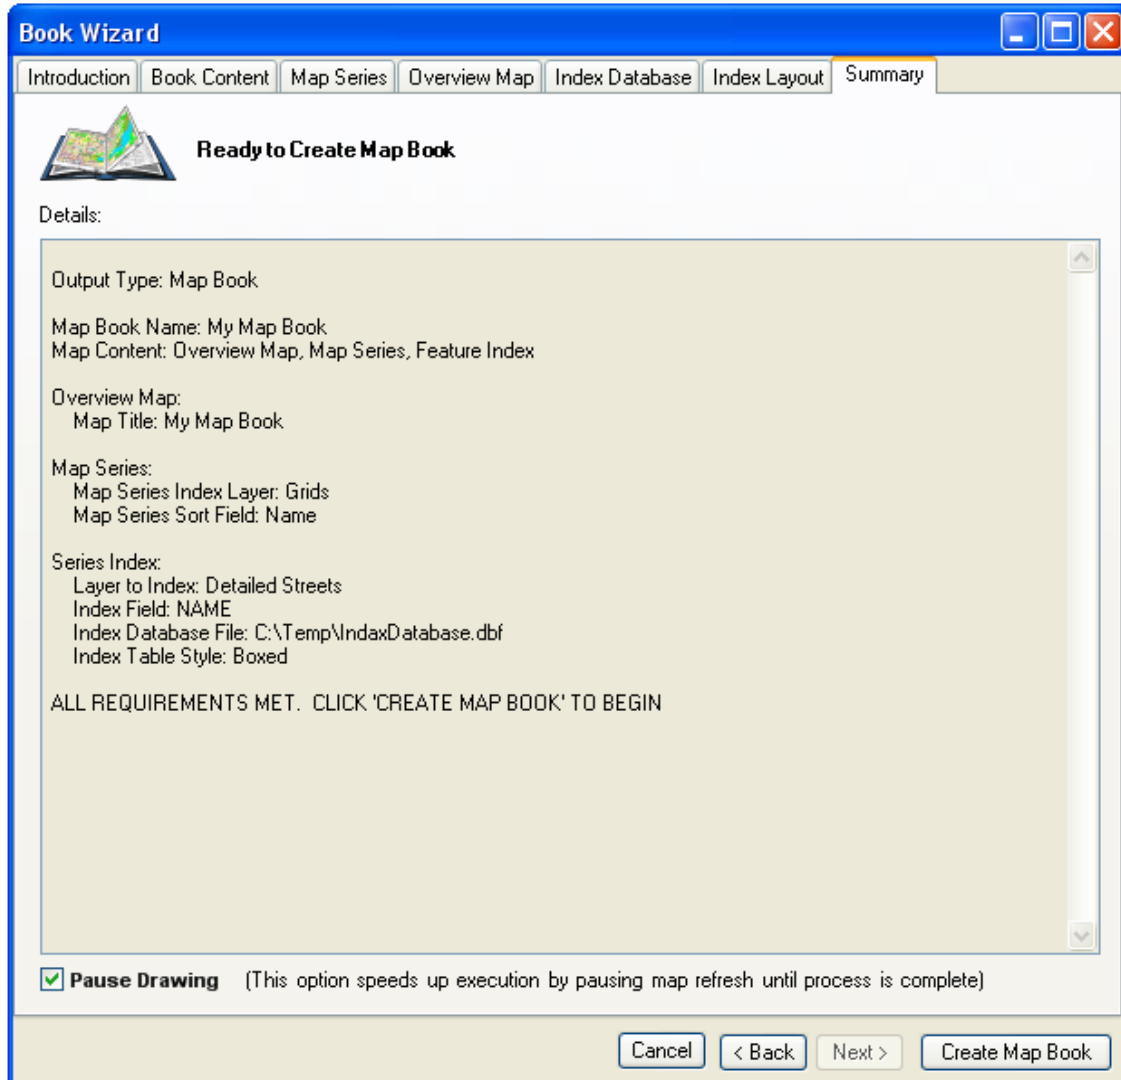 Book Wizard
Introduction Book Content Map Series Overview Map Index Database Index Layout Summary
Ready to Create Map Book
Details:
Output Type: Map Book
Map Book Name: My Map Book
Map Content: Overview Map, Map Series, Feature Index
Overview Map:
Map Title: My Map Book
Map Series:
Map Series Index Layer: Grids
Map Series Sort Field: Name
Series Index:
Layer to Index: Detailed Streets
Index Field: NAME
Index Database File: C:\Temp\IndaxDatabase.dbf
Index Table Style: Boxed
ALL REQUIREMENTS MET.  CLICK 'CREATE MAP BOOK' TO BEGIN
Pause Drawing (This option speeds up execution by pausing map refresh until process is complete)
Cancel < Back Next > Create Map Book